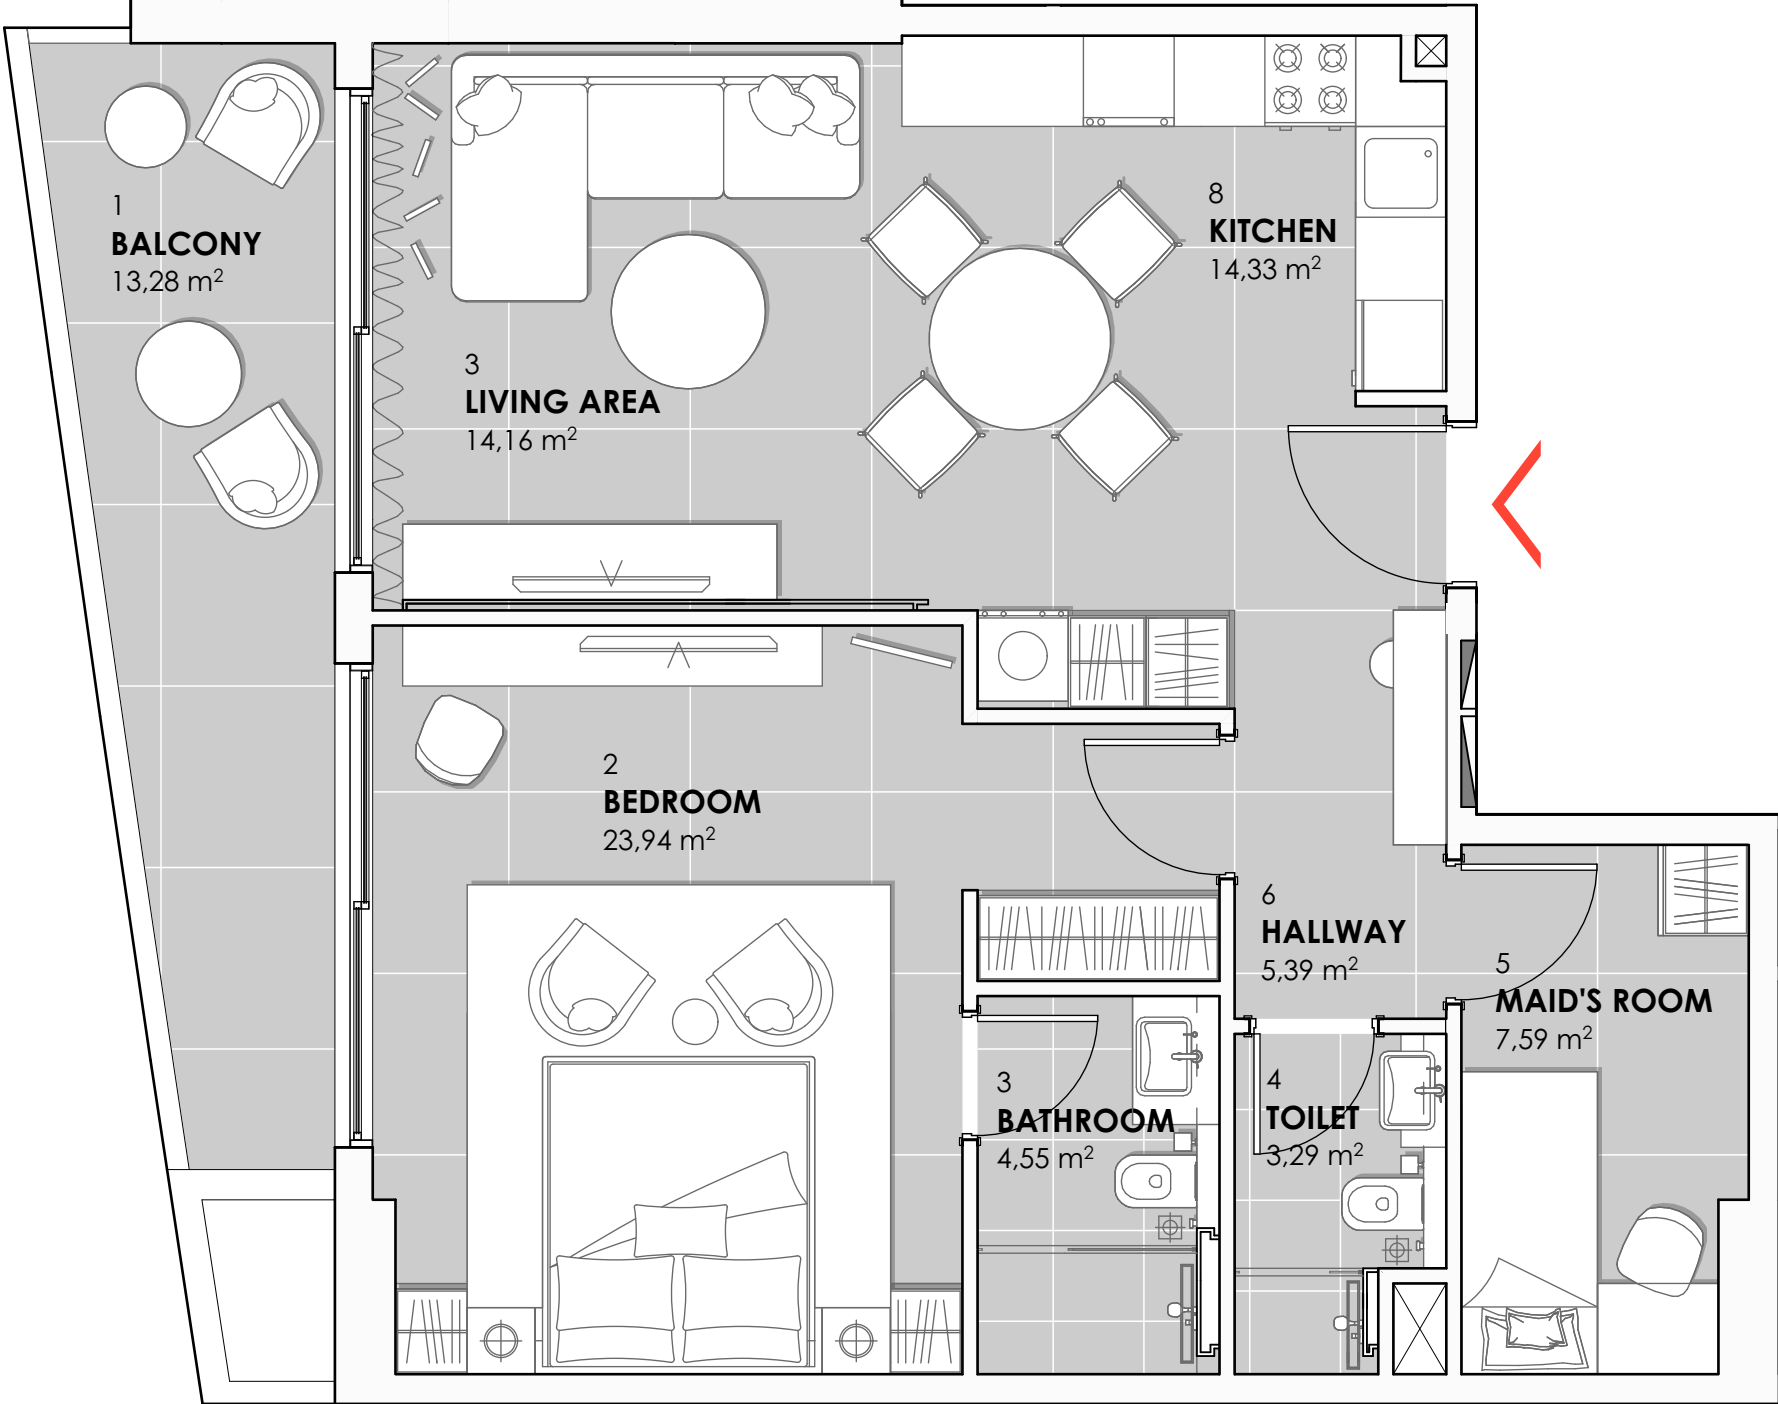 1
BALCONY
13,28 m²
8
KITCHEN
14,33 m²
3
LIVING AREA
14,16 m²
2
BEDROOM
23,94 m²
6
HALLWAY
5,39 m²
5
MAID'S ROOM
7,59 m²
3
BATHROOM
4,55 m²
4
TOILET
3,29 m²